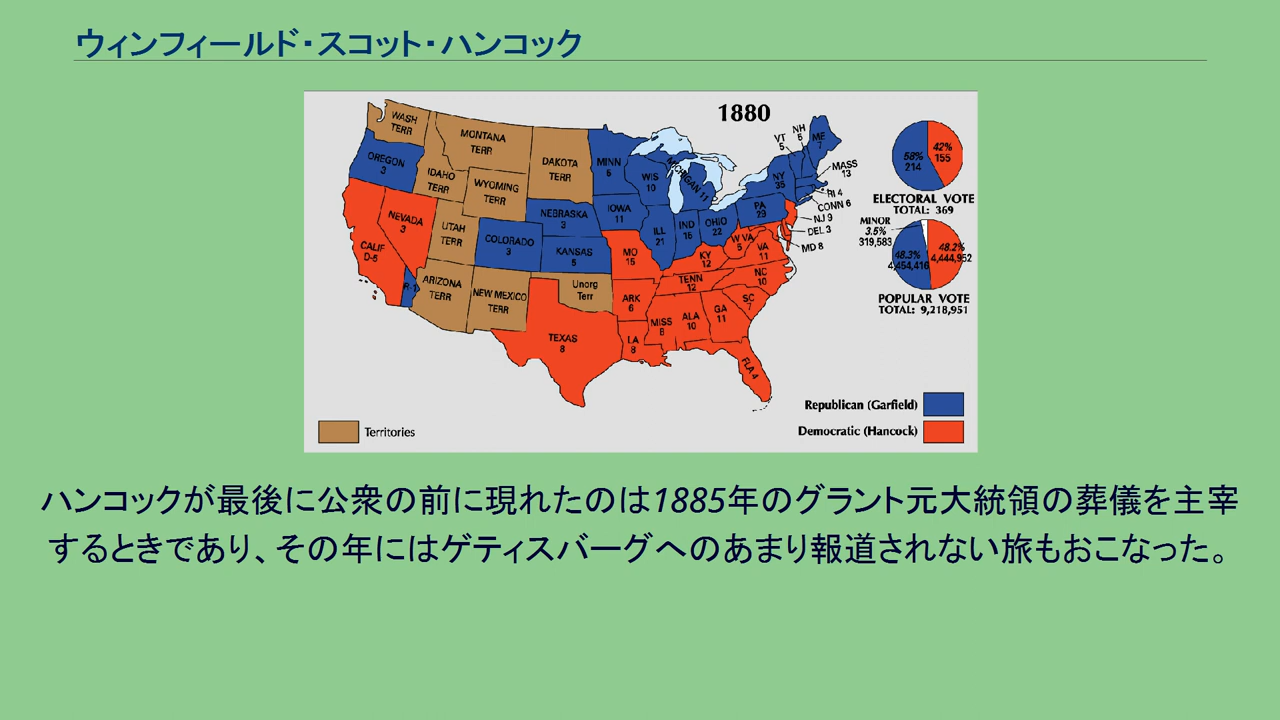 ウィンフィールド・スコット・ハンコック
1880
WASH
TERR
MONTANA
TERR
DAKOTA
TERR
MINN
5
VT
5
NH
5
ME
7
58%
214
42%
155
OREGON
3
IDAHO
TERR
WYOMING
TERR
WIS
10
MICHIGAN 11
NY
35
MASS
13
RI 4
CONN 6
ELECTORAL VOTE
TOTAL: 369
NEVADA
3
UTAH
TERR
COLORADO
3
NEBRASKA
3
KANSAS
5
IOWA
11
ILL
21
IND
15
OHIO
22
PA
29
NJ 9
DEL 3
MD 8
MINOR
3.5%
319,583
48.3%
4,454,416
48.2%
4,444,952
CALIF
D-5
R-1
ARIZONA
TERR
NEW MEXICO
TERR
Unorg
Terr
MO
15
KY
12
W VA
5
VA
11
NC
10
TENN
12
SC
7
POPULAR VOTE
TOTAL: 9,218,951
TEXAS
8
ARK
6
LA
8
MISS
8
ALA
10
GA
11
FLA 4
Republican (Garfield)
Democratic (Hancock)
Territories
ハンコックが最後に公衆の前に現れたのは1885年のグラント元大統領の葬儀を主宰
するときであり、その年にはゲティスバーグへのあまり報道されない旅もおこなった。